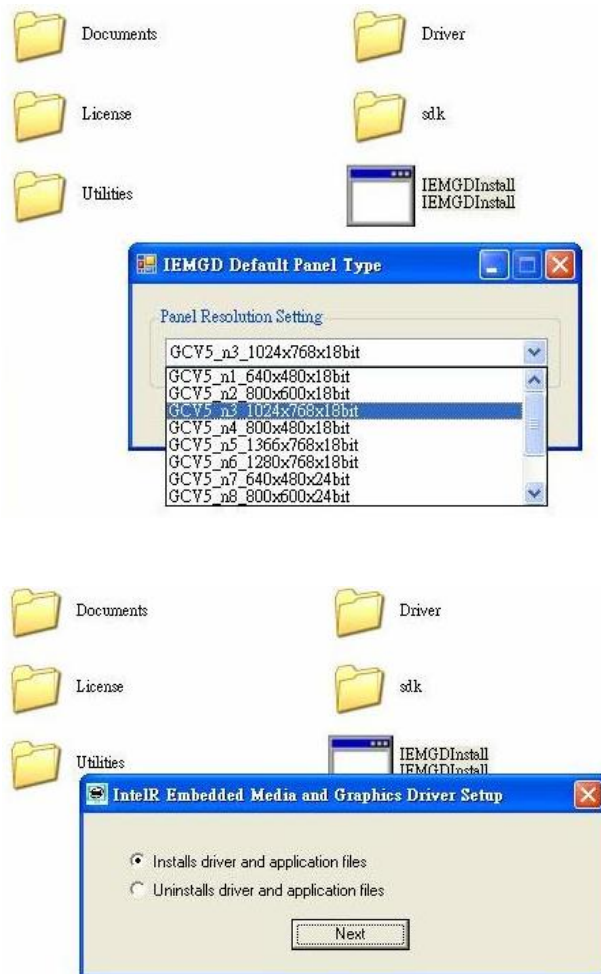 Documents
Driver
License
sdk
Utilities
IEMGDInstall
IEMGDInstall
IEMGD Default Panel Type
Panel Resolution Setting
GCV5_n3_1024x768x18bit
GCV5_n1_640x480x18bit
GCV5_n2_800x600x18bit
GCV5_n3_1024x768x18bit
GCV5_n4_800x480x18bit
GCV5_n5_1366x768x18bit
GCV5_n6_1280x768x18bit
GCV5_n7_640x480x24bit
GCV5_n8_800x600x24bit
Documents
Driver
License
sdk
Utilities
IEMGDInstall
IEMGDInstall
IntelR Embedded Media and Graphics Driver Setup
Installs driver and application files
Uninstalls driver and application files
Next